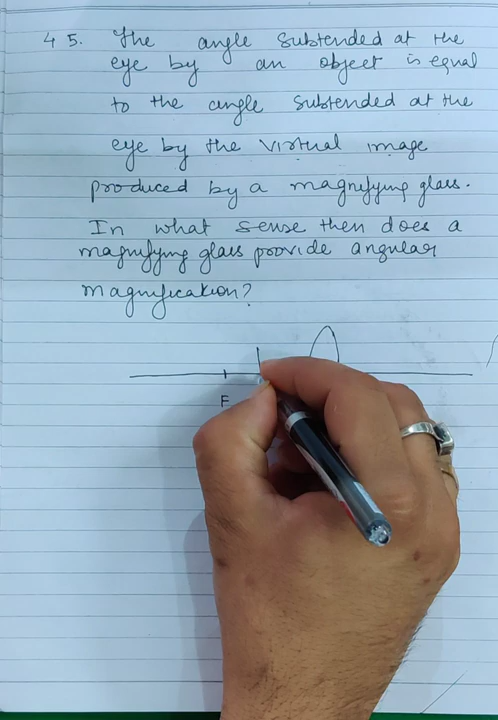 45. The angle subtended at the
eye by an object is equal
to the angle subtended at the
eye by the virtual image
produced by a magnifying glass.
In what sense then does a
magnifying glass provide angular
magnification?
F